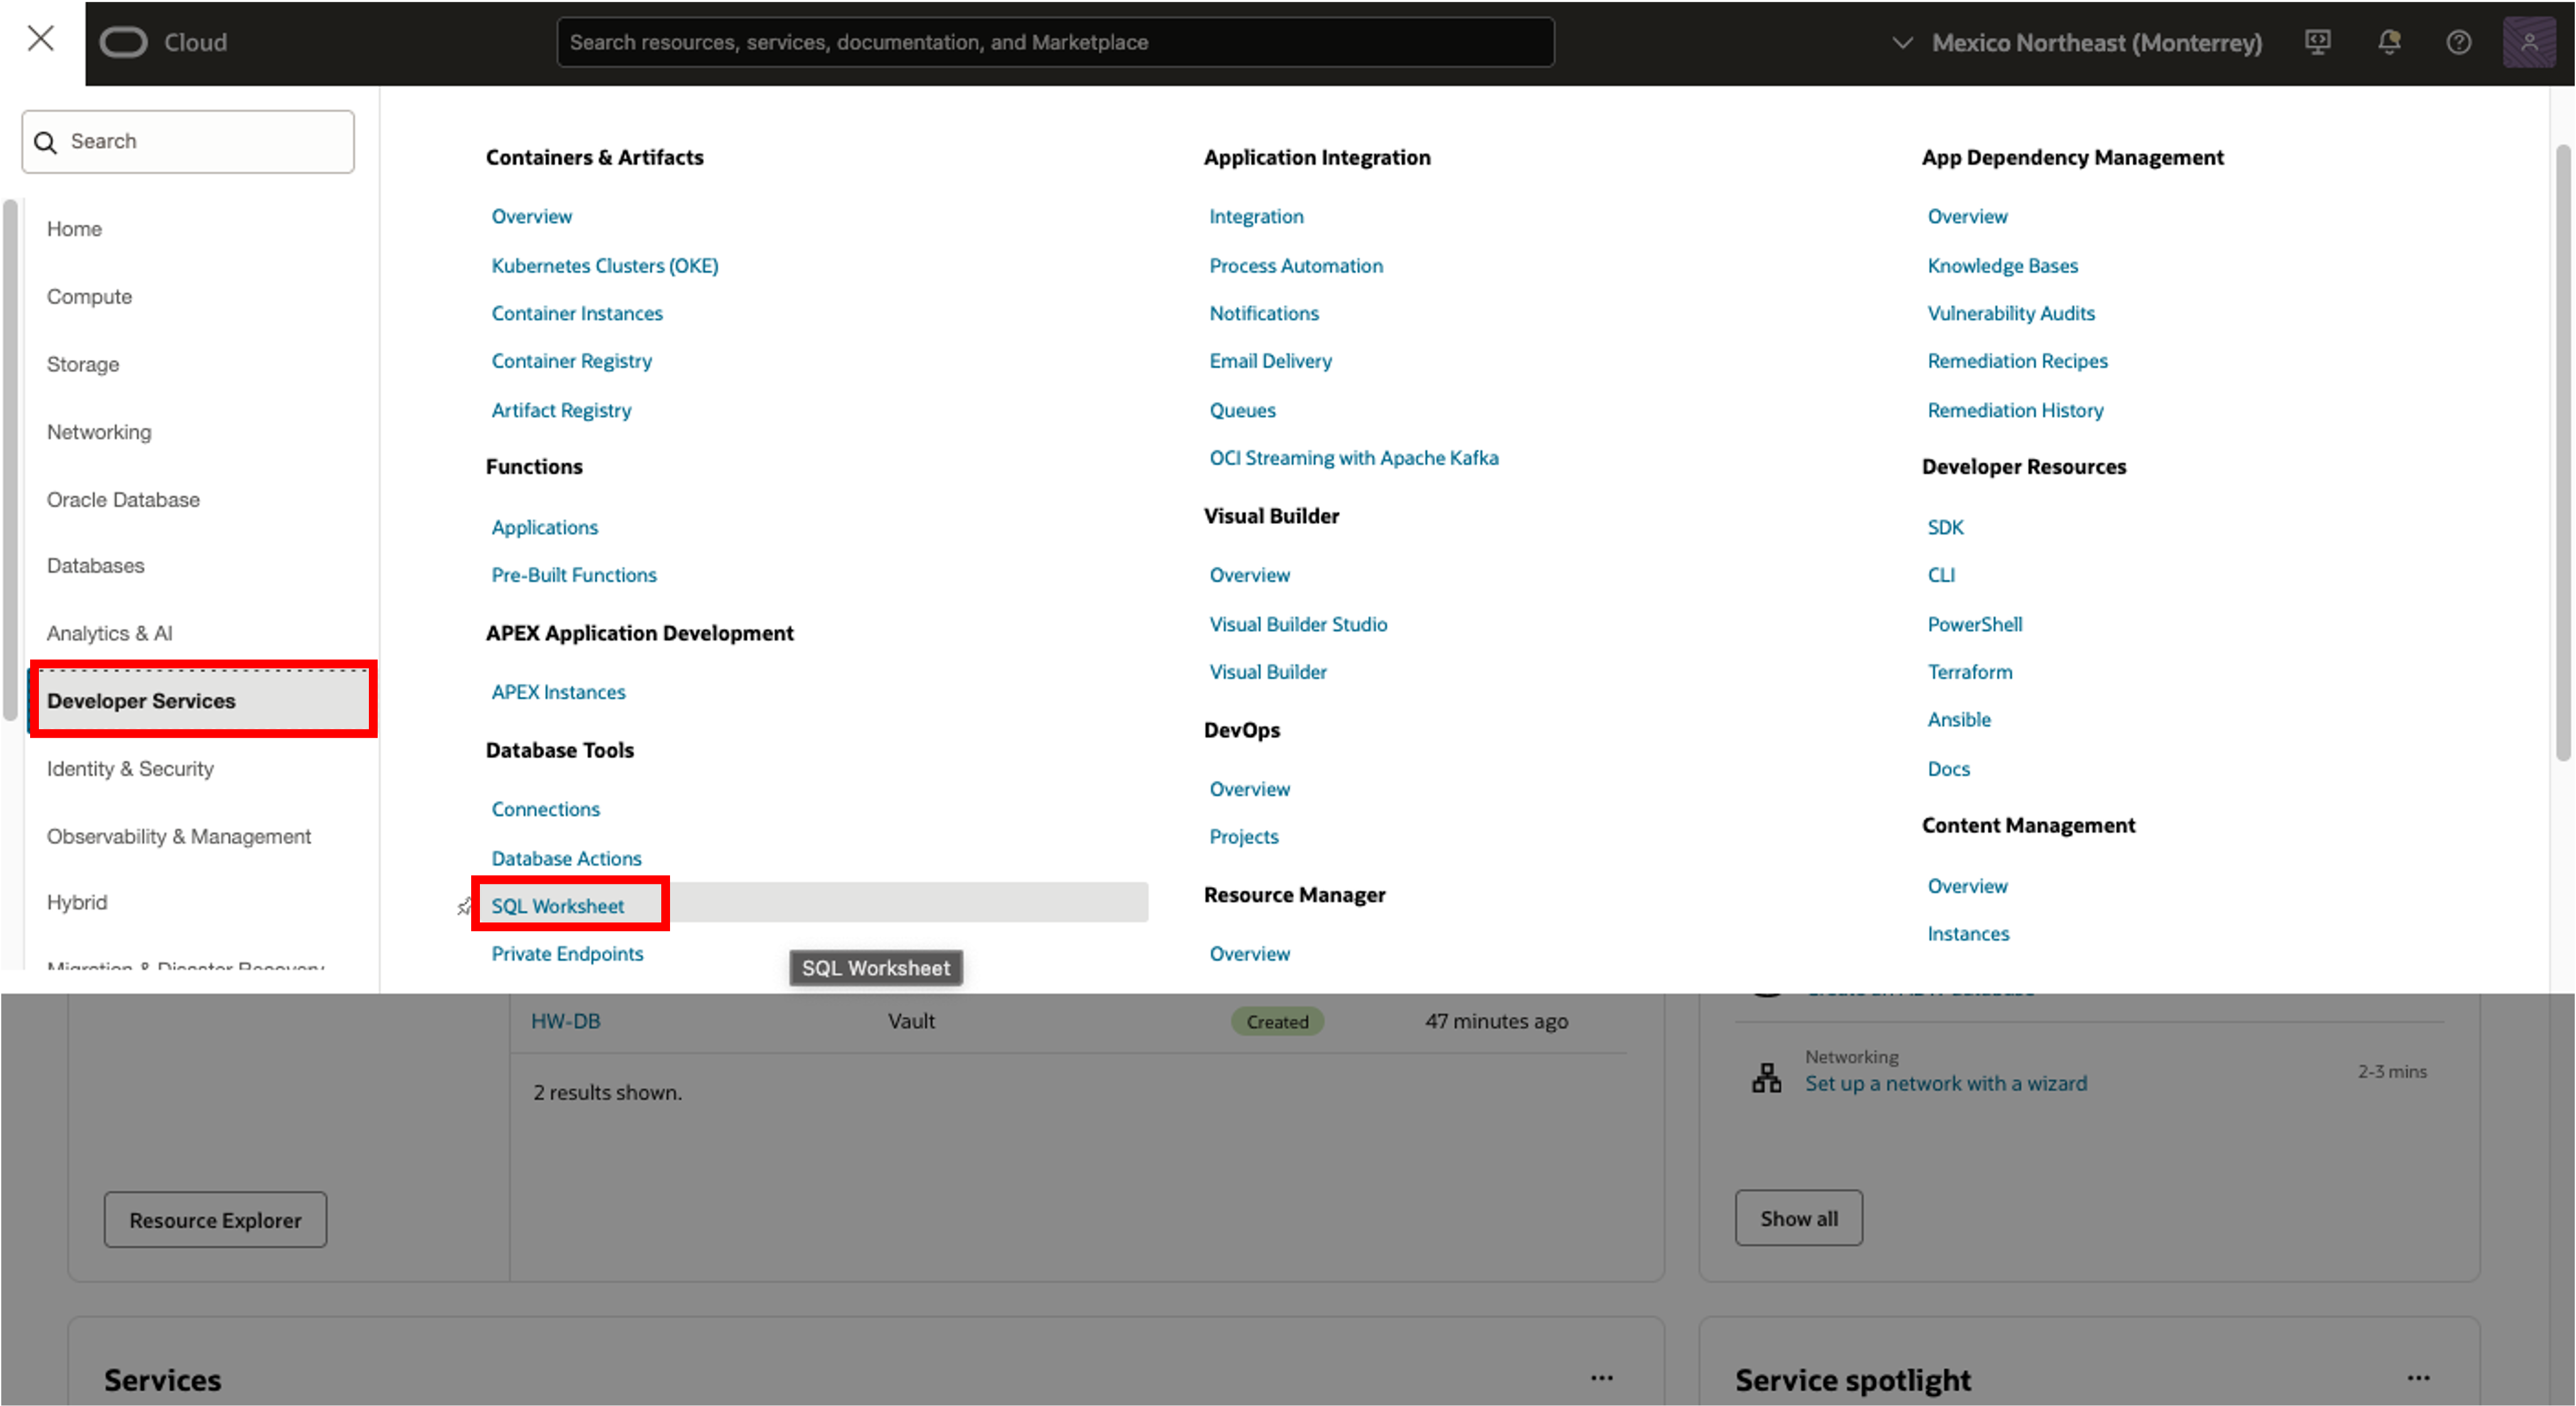 Cloud
Search resources, services, documentation, and Marketplace
Mexico Northeast (Monterrey)
Search
Home
Compute
Storage
Networking
Oracle Database
Databases
Analytics & AI
Developer Services
Identity & Security
Observability & Management
Hybrid
Migration & Disaster Recovery
Containers & Artifacts
Overview
Kubernetes Clusters (OKE)
Container Instances
Container Registry
Artifact Registry
Functions
Applications
Pre-Built Functions
APEX Application Development
APEX Instances
Database Tools
Connections
Database Actions
SQL Worksheet
Private Endpoints
SQL Worksheet
Application Integration
Integration
Process Automation
Notifications
Email Delivery
Queues
OCI Streaming with Apache Kafka
Visual Builder
Overview
Visual Builder Studio
Visual Builder
DevOps
Overview
Projects
Resource Manager
Overview
App Dependency Management
Overview
Knowledge Bases
Vulnerability Audits
Remediation Recipes
Remediation History
Developer Resources
SDK
CLI
PowerShell
Terraform
Ansible
Docs
Content Management
Overview
Instances
HW-DB Vault Created 47 minutes ago
2 results shown.
Resource Explorer
Networking
Set up a network with a wizard
2-3 mins
Show all
Services
Service spotlight